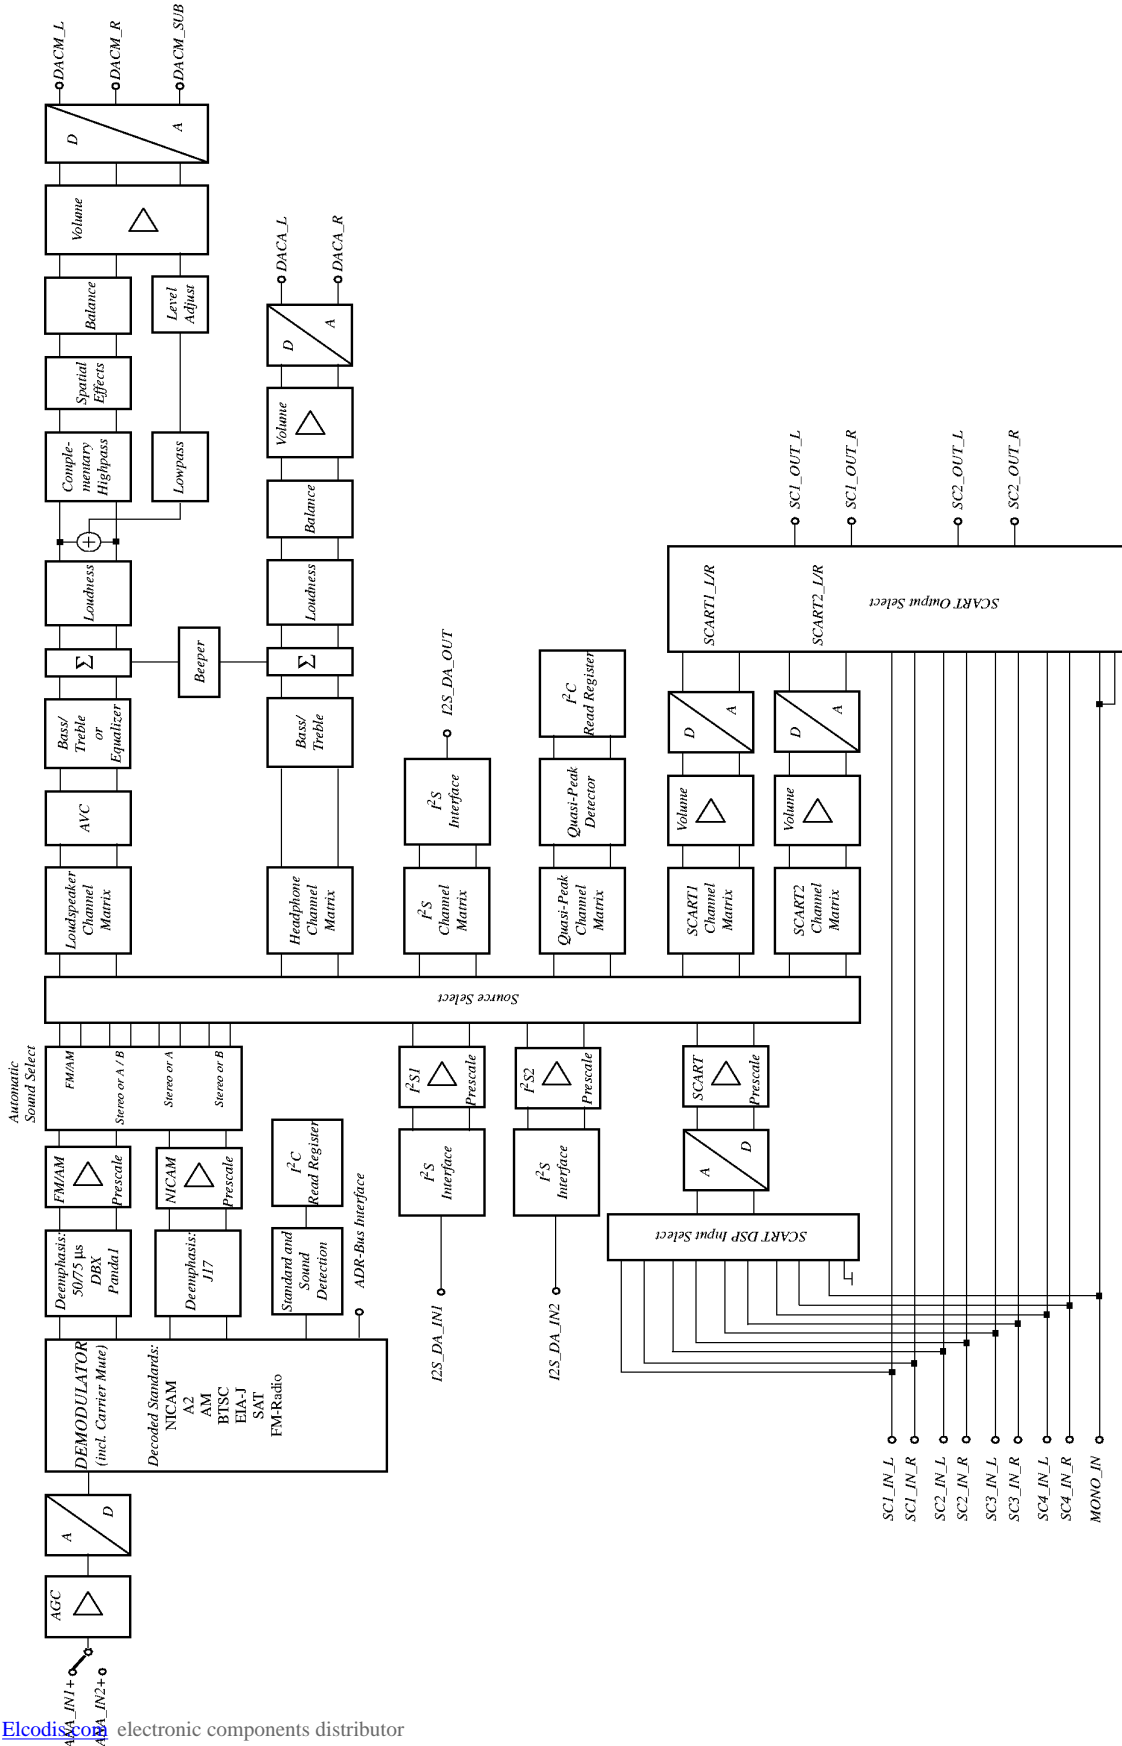 DACM_L
DACM_R
DACM_SUB
D
A
Volume
Balance
Level
Adjust
Spatial
Effects
Comple-
mentary
Highpass
Lowpass
+
Loudness
Σ
Beeper
Bass/
Treble
or
Equalizer
AVC
Loudspeaker
Channel
Matrix
DACA_L
DACA_R
D
A
Volume
Balance
Loudness
Σ
Bass/
Treble
Headphone
Channel
Matrix
I2S_DA_OUT
I²S
Interface
I²S
Channel
Matrix
I²C
Read Register
Quasi-Peak
Detector
Quasi-Peak
Channel
Matrix
SC1_OUT_L
SC1_OUT_R
SC2_OUT_L
SC2_OUT_R
SCART1_L/R
SCART2_L/R
SCART Output Select
D
A
D
A
Volume
Volume
SCART1
Channel
Matrix
SCART2
Channel
Matrix
Source Select
Automatic
Sound Select
FM/AM
Stereo or A / B
Stereo or A
Stereo or B
FM/AM
Prescale
NICAM
Prescale
Deemphasis:
50/75 µs
DBX
Panda1
Deemphasis:
J17
I²C
Read Register
Standard and
Sound
Detection
ADR-Bus Interface
I²S1
Prescale
I²S2
Prescale
I²S
Interface
I²S
Interface
I2S_DA_IN1
I2S_DA_IN2
SCART
Prescale
A
D
SCART DSP Input Select
DEMODULATOR
(incl. Carrier Mute)
Decoded Standards:
NICAM
A2
AM
BTSC
EIA-J
SAT
FM-Radio
A
D
AGC
ANA_IN1+
ANA_IN2+
SC1_IN_L
SC1_IN_R
SC2_IN_L
SC2_IN_R
SC3_IN_L
SC3_IN_R
SC4_IN_L
SC4_IN_R
MONO_IN
Elcodis.com electronic components distributor